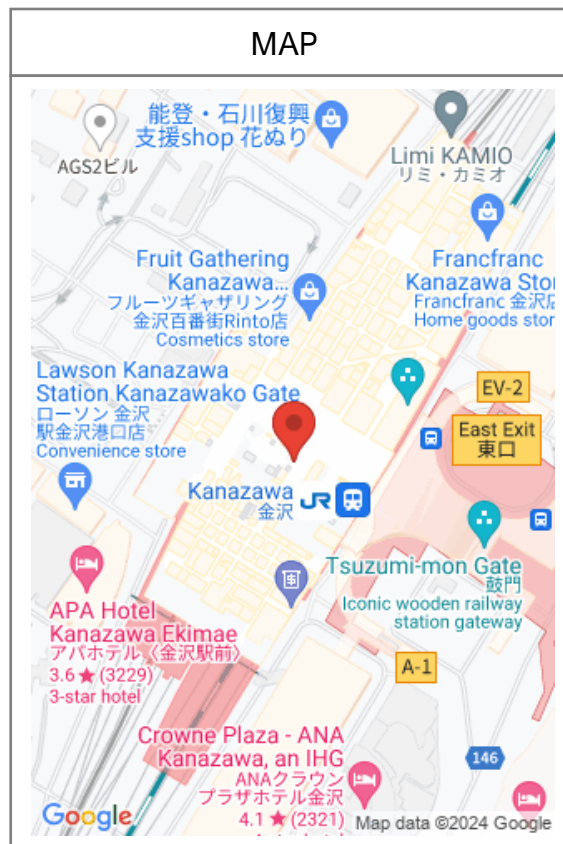 MAP
能登・石川復興
支援shop 花ぬり
AGS2ビル
Limi KAMIO
リミ・カミオ
Fruit Gathering
Kanazawa...
フルーツギャザリング
金沢百番街Rinto店
Cosmetics store
Francfranc
Kanazawa Sto
Francfranc 金沢店
Home goods stor
Lawson Kanazawa
Station Kanazawako Gate
ローソン 金沢
駅金沢港口店
Convenience store
EV-2
East Exit
東口
Kanazawa
金沢
JR
Tsuzumi-mon Gate
鼓門
Iconic wooden railway
station gateway
APA Hotel
Kanazawa Ekimae
アパホテル〈金沢駅前〉
3.6 ★ (3229)
3-star hotel
A-1
Crowne Plaza - ANA
Kanazawa, an IHG
ANAクラウン
プラザホテル金沢
4.1 ★ (2321)
146
Google
Map data ©2024 Google